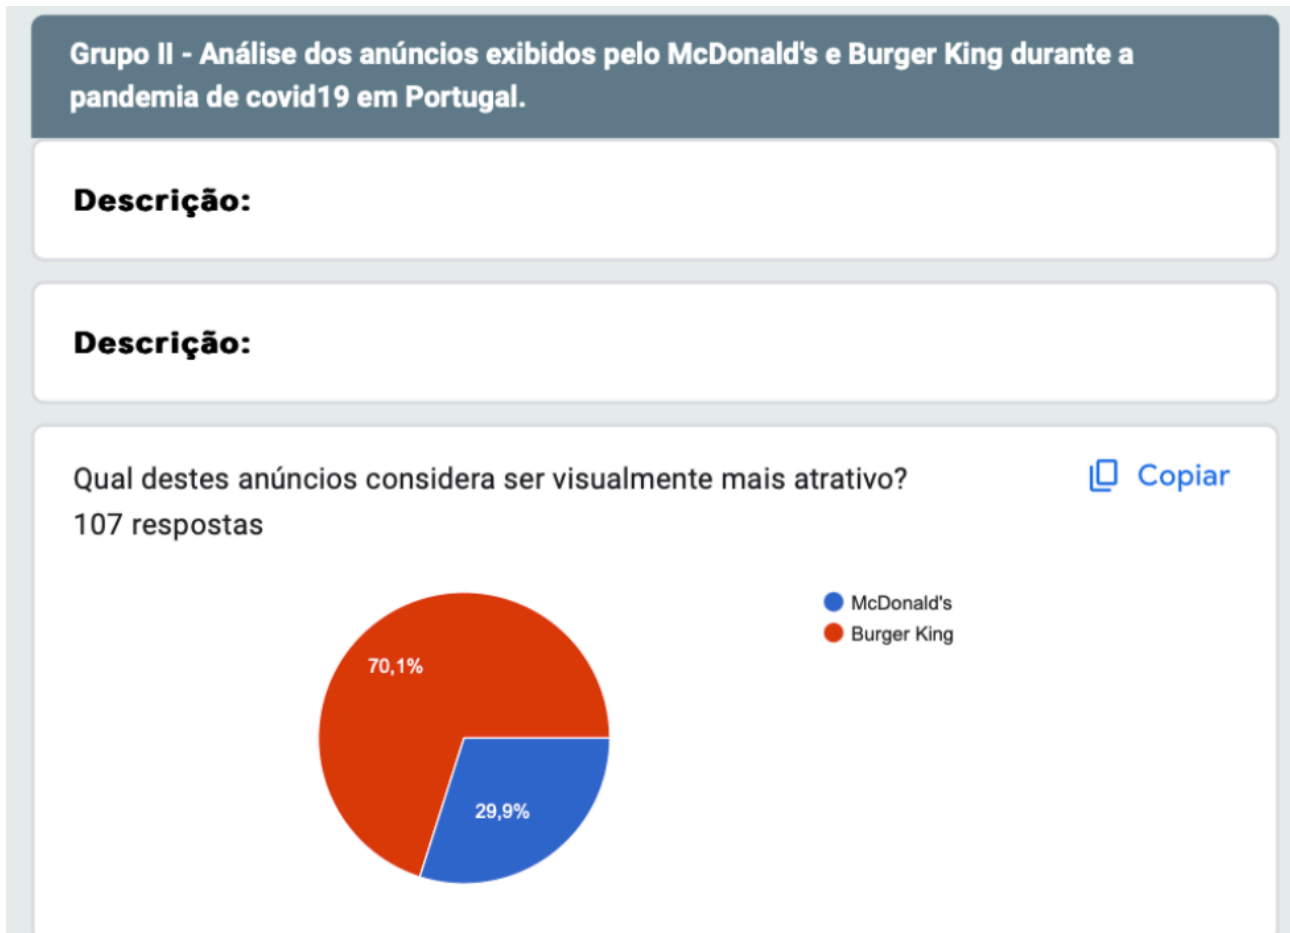 Grupo II - Análise dos anúncios exibidos pelo McDonald's e Burger King durante a
pandemia de covid19 em Portugal.
Descrição:
Descrição:
Qual destes anúncios considera ser visualmente mais atrativo?
Copiar
107 respostas
McDonald's
Burger King
70,1%
29,9%